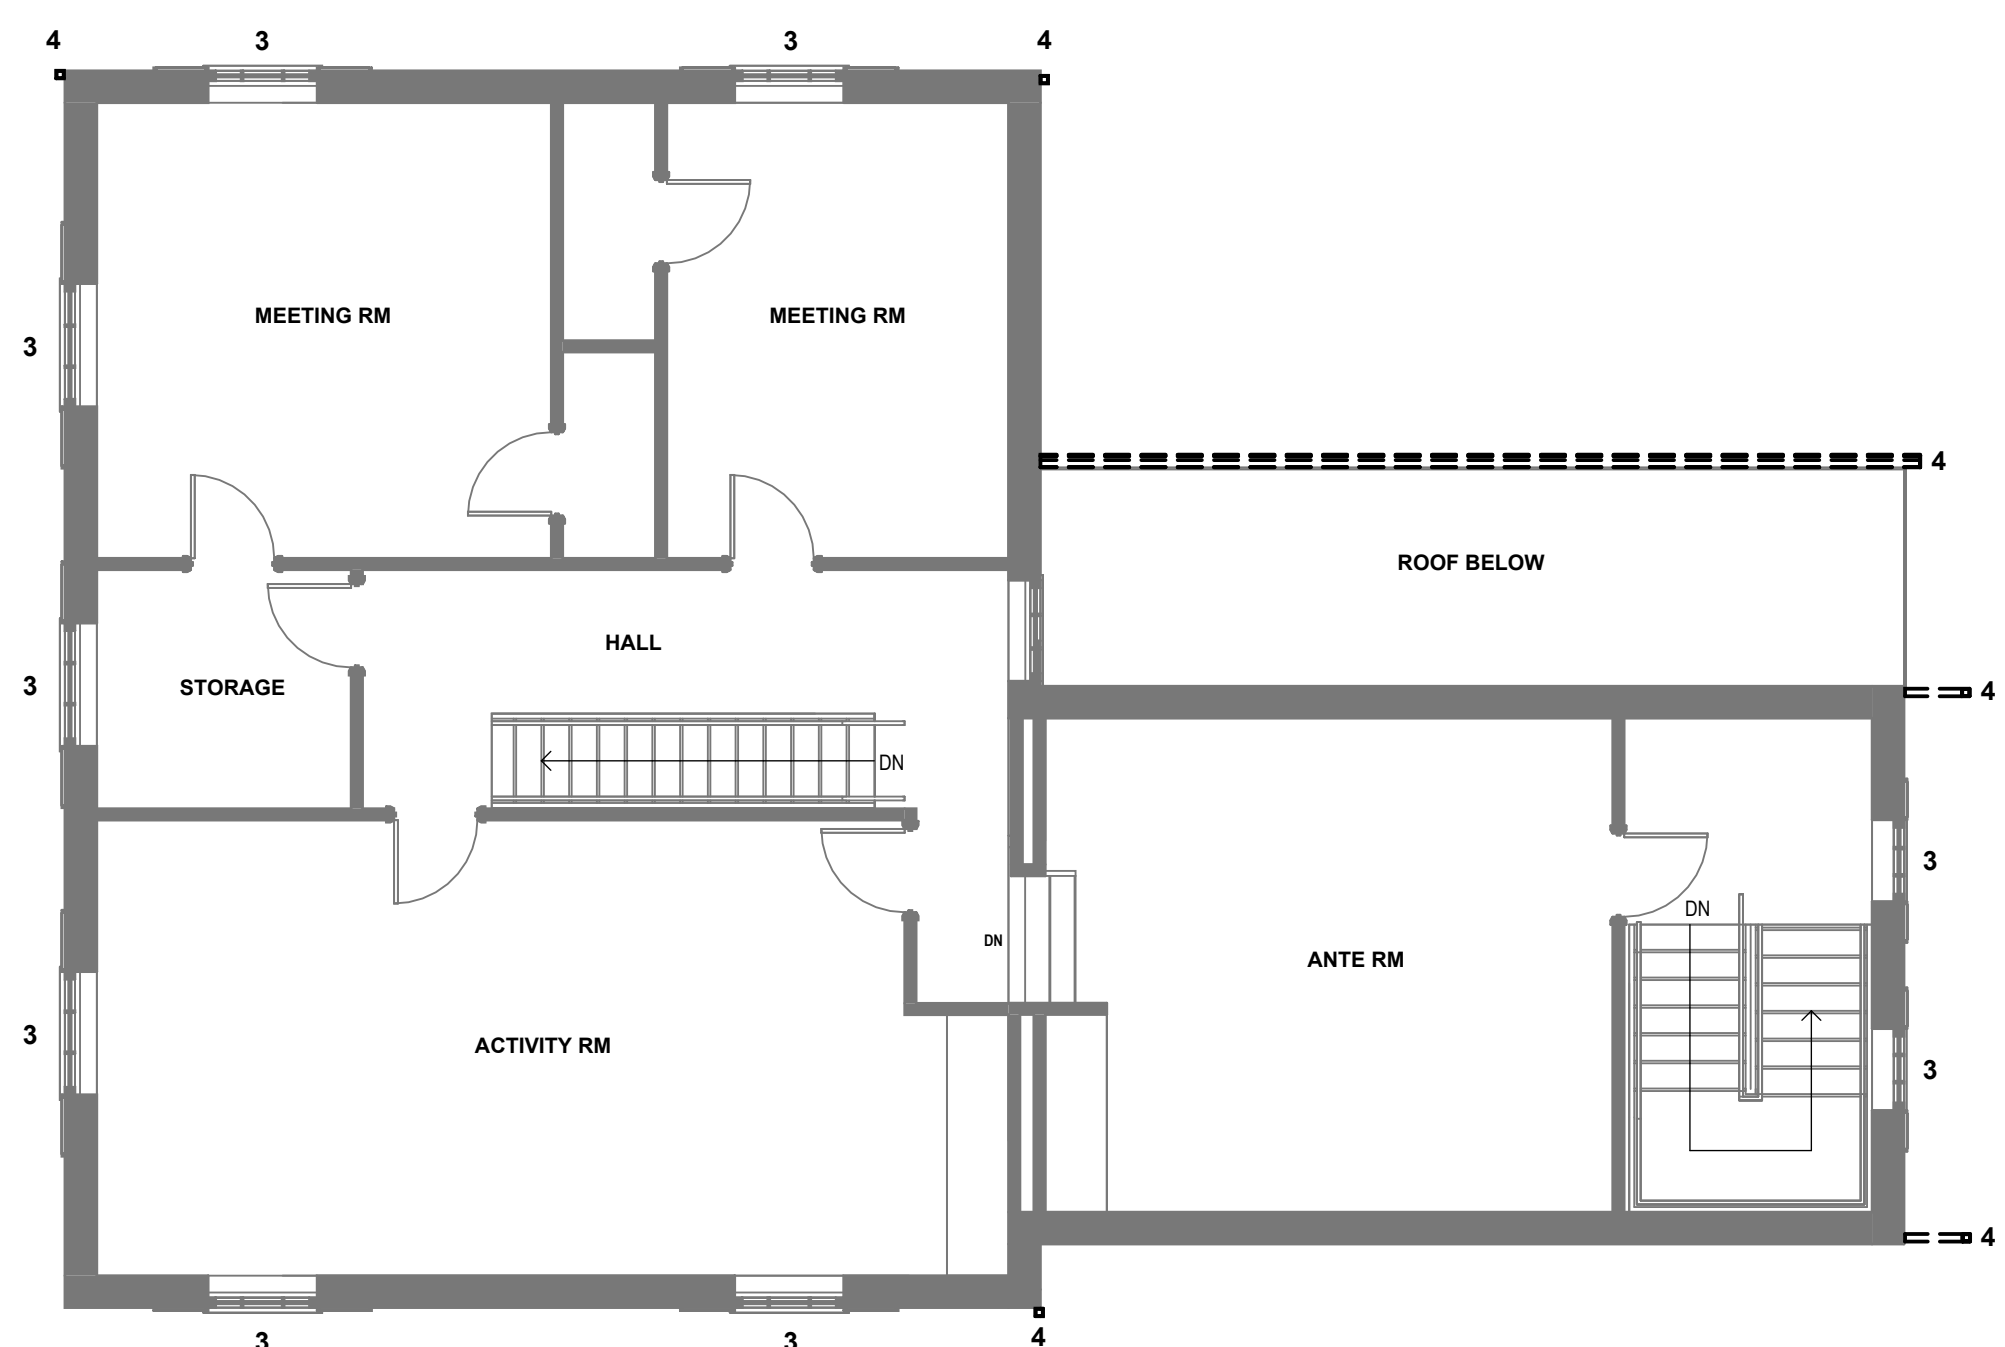 4 3 3 4
MEETING RM MEETING RM
3
4
ROOF BELOW
HALL
3 STORAGE 4
DN
3
DN
DN
ANTE RM
3 ACTIVITY RM
3
4
3 3 4